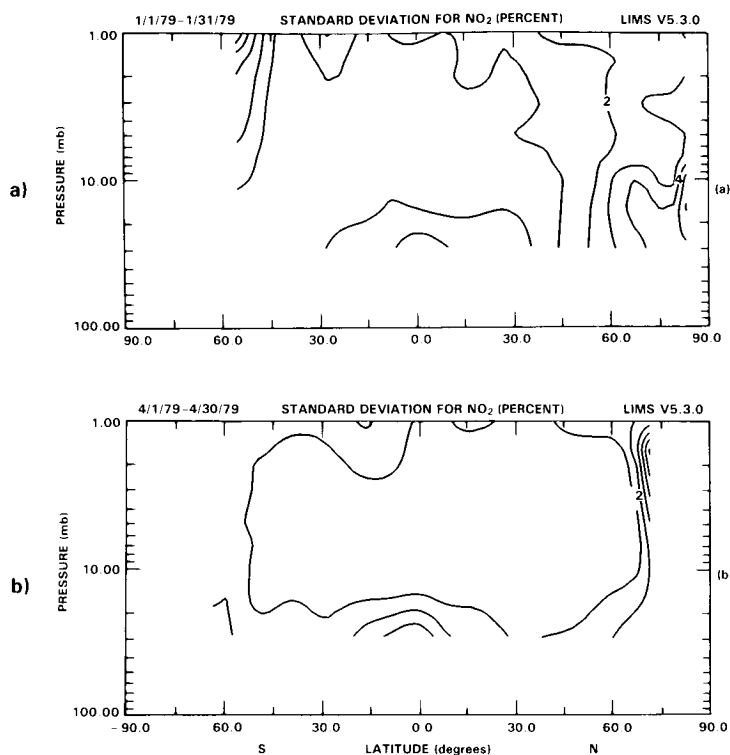 1/1/79–1/31/79 STANDARD DEVIATION FOR NO₂ (PERCENT) LIMS V5.3.0
1.00
2
a)
PRESSURE (mb)
10.00
4
(a)
100.00
90.0 60.0 30.0 0.0 30.0 60.0 90.0
4/1/79–4/30/79 STANDARD DEVIATION FOR NO₂ (PERCENT) LIMS V5.3.0
1.00
2
b)
PRESSURE (mb)
10.00
(b
100.00
−90.0 60.0 30.0 0.0 30.0 60.0 90.0
S LATITUDE (degrees) N